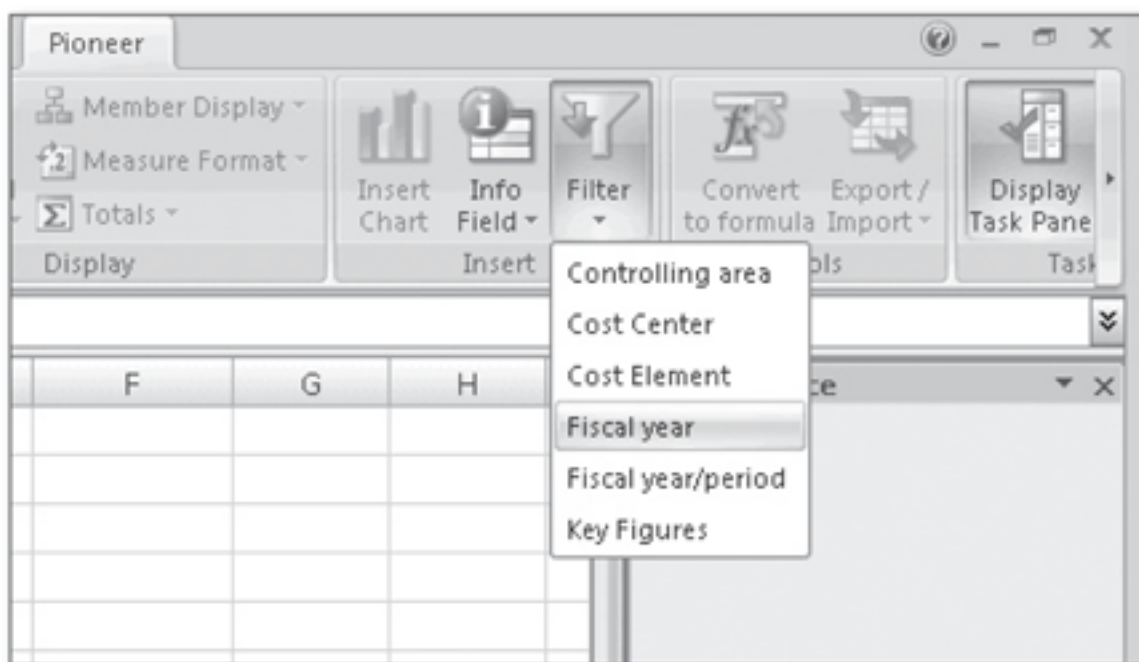 Pioneer
Member Display
Measure Format
Totals
Display
Insert
Chart
Info
Field
Insert
Filter
Convert
to formula
Export /
Import
Display
Task Pane
Controlling area
Cost Center
Cost Element
Fiscal year
Fiscal year/period
Key Figures
F G H